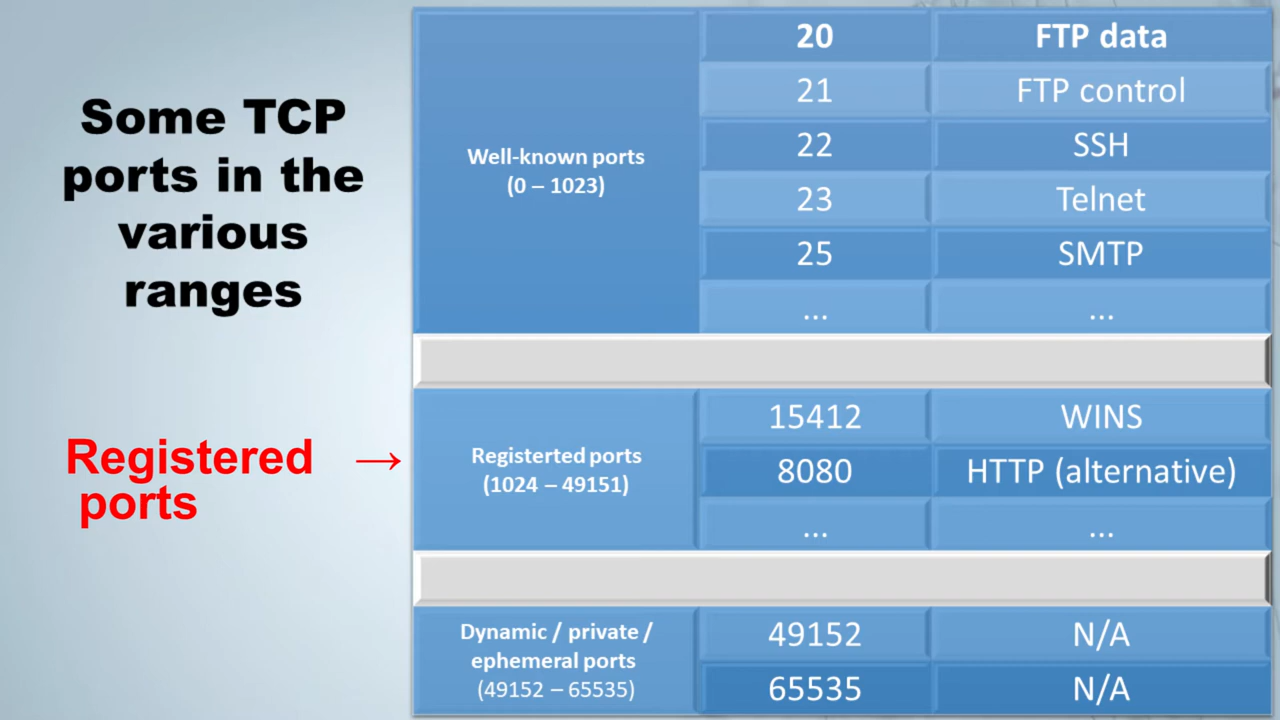 Some TCP
ports in the
various
ranges
Registered →
ports
Well-known ports
(0 – 1023)
20 FTP data
21 FTP control
22 SSH
23 Telnet
25 SMTP
... ...
Registerted ports
(1024 – 49151)
15412 WINS
8080 HTTP (alternative)
... ...
Dynamic / private /
ephemeral ports
(49152 – 65535)
49152 N/A
65535 N/A